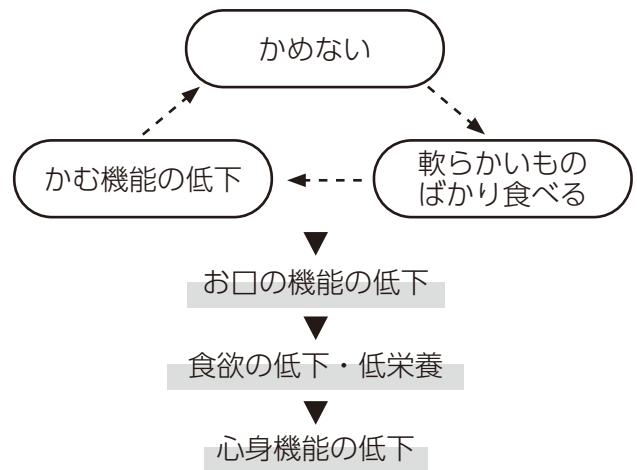 かめない
かむ機能の低下
軟らかいもの
ばかり食べる
お口の機能の低下
食欲の低下・低栄養
心身機能の低下